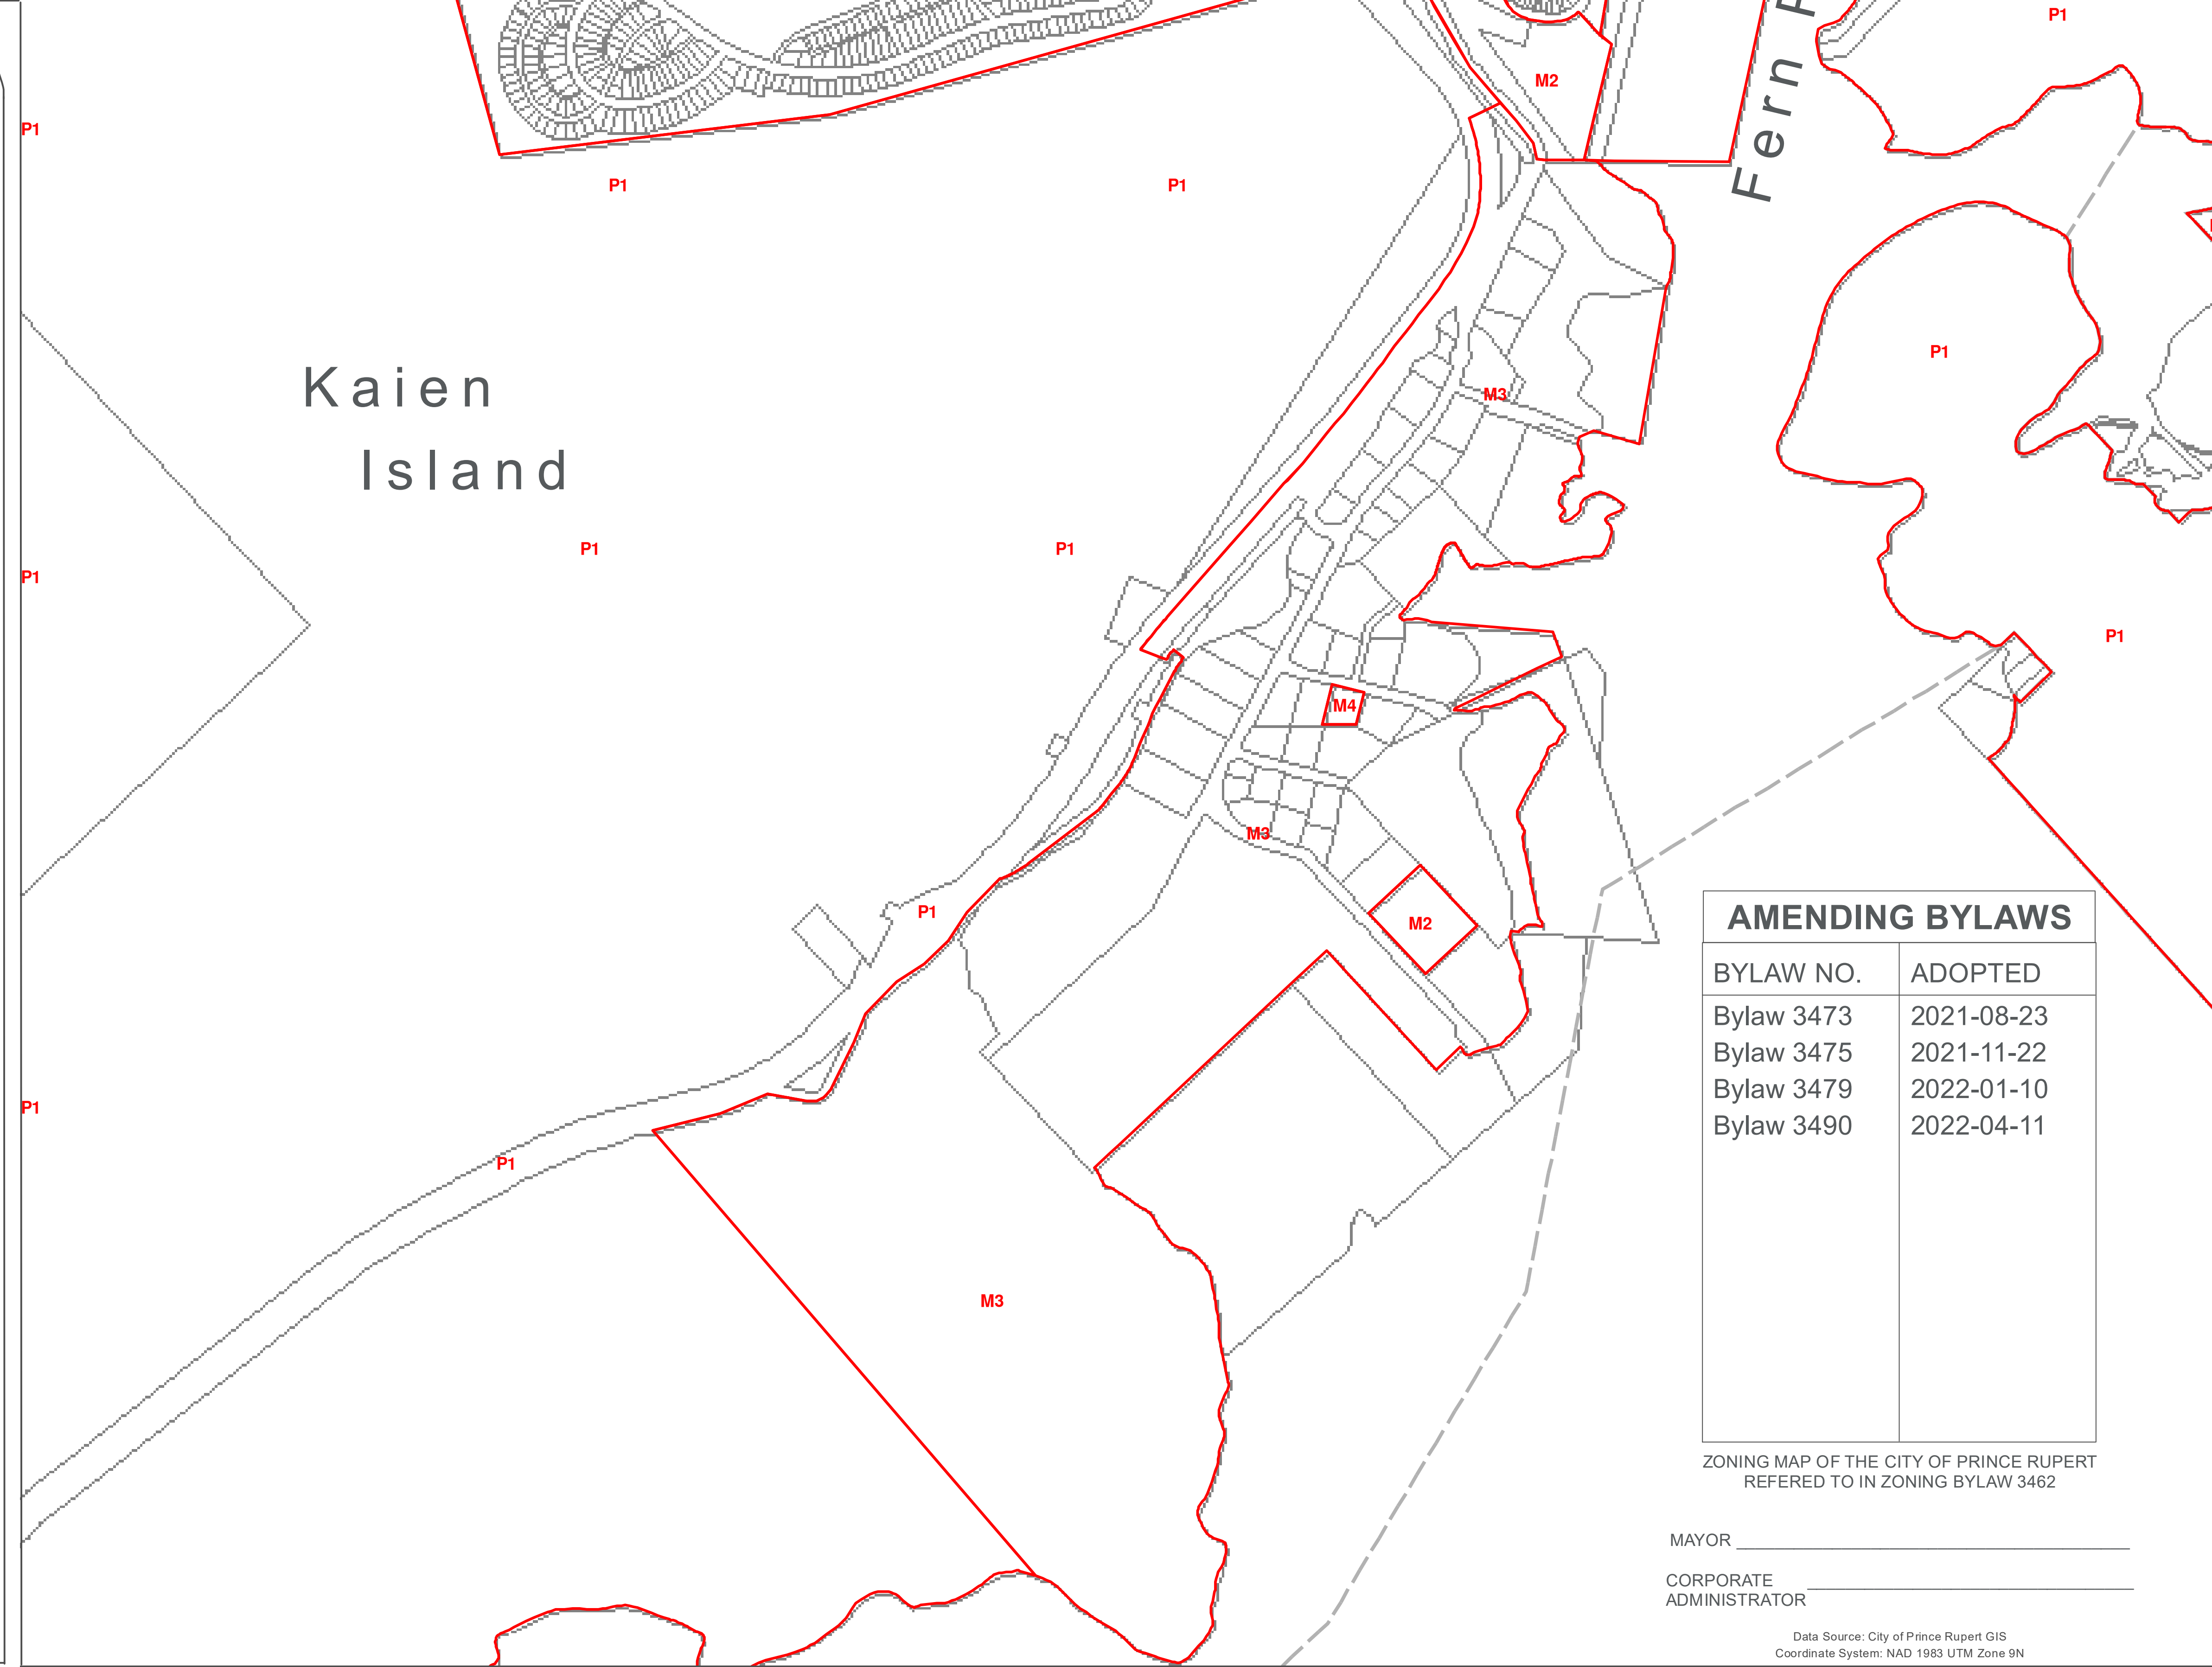 P1
M2
Fern
P1
P1
P1
P1
Kaien
Island
M3
P1
P1
P1
P1
P1
M4
M3
P1
M2
P1
P1
M3
AMENDING BYLAWS
BYLAW NO. ADOPTED
Bylaw 3473 2021-08-23
Bylaw 3475 2021-11-22
Bylaw 3479 2022-01-10
Bylaw 3490 2022-04-11
ZONING MAP OF THE CITY OF PRINCE RUPERT
REFERED TO IN ZONING BYLAW 3462
MAYOR
CORPORATE
ADMINISTRATOR
Data Source: City of Prince Rupert GIS
Coordinate System: NAD 1983 UTM Zone 9N